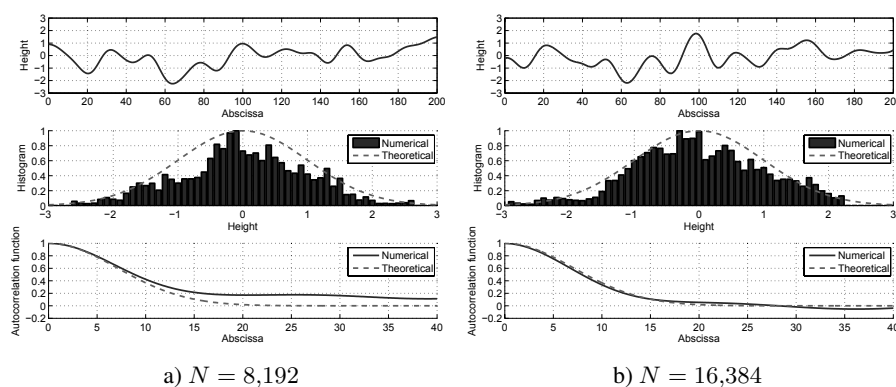 3
2
1
0
−1
−2
−3
Height
0 20 40 60 80 100 120 140 160 180 200
Abscissa
1
0.8
0.6
0.4
0.2
0
Histogram
Numerical
Theoretical
−3 −2 −1 0 1 2 3
Height
1
0.8
0.6
0.4
0.2
0
−0.2
Autocorrelation function
Numerical
Theoretical
0 5 10 15 20 25 30 35 40
Abscissa
a) N = 8,192
3
2
1
0
−1
−2
−3
Height
0 20 40 60 80 100 120 140 160 180 200
Abscissa
1
0.8
0.6
0.4
0.2
0
Histogram
Numerical
Theoretical
−3 −2 −1 0 1 2 3
Height
1
0.8
0.6
0.4
0.2
0
−0.2
Autocorrelation function
Numerical
Theoretical
0 5 10 15 20 25 30 35 40
Abscissa
b) N = 16,384